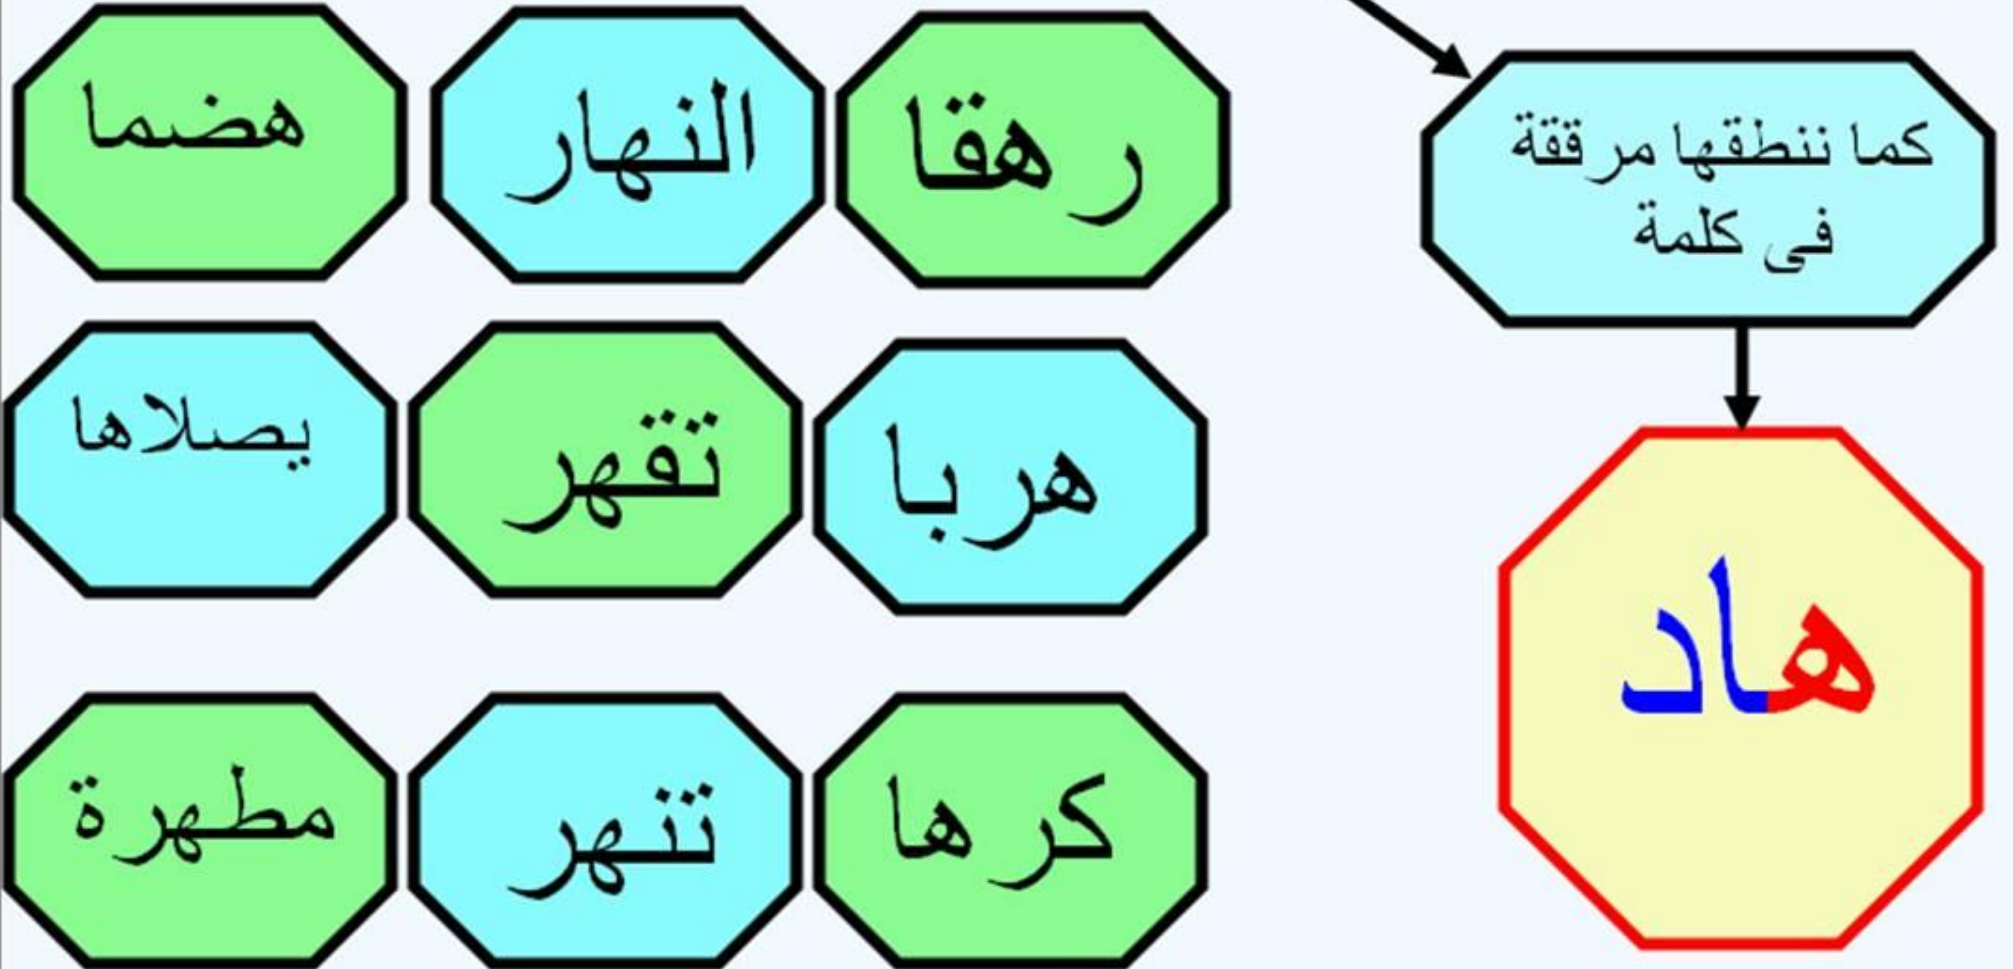 كما ننطقها مرققة
فى كلمة
هاد
رهقا
النهار
هضما
هربا
تقهر
يصلاها
كرها
تنهر
مطهرة